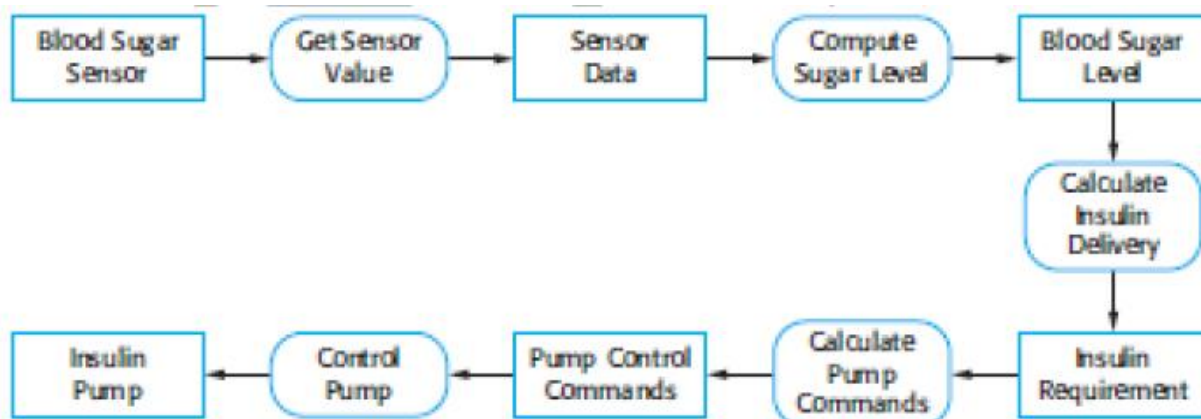 Blood Sugar
Sensor
Get Sensor
Value
Sensor
Data
Compute
Sugar Level
Blood Sugar
Level
Calculate
Insulin
Delivery
Insulin
Pump
Control
Pump
Pump Control
Commands
Calculate
Pump
Commands
Insulin
Requirement